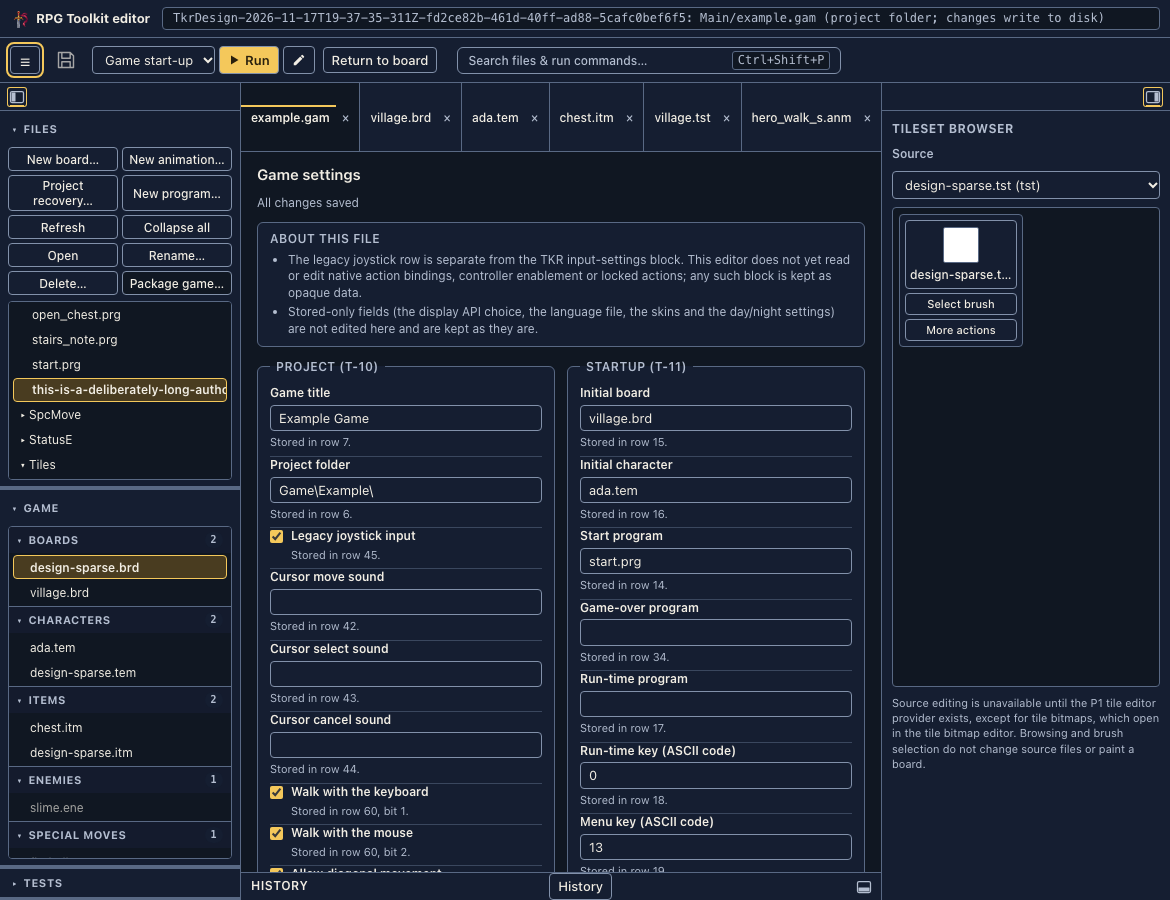 RPG Toolkit editor
TkrDesign-2026-11-17T19-37-35-311Z-fd2ce82b-461d-40ff-ad88-5cafc0bef6f5: Main/example.gam (project folder; changes write to disk)
Game start-up
Run
Return to board
Search files & run commands...
Ctrl+Shift+P
FILES
New board...
New animation...
Project recovery...
New program...
Refresh
Collapse all
Open
Rename...
Delete...
Package game...
open_chest.prg
stairs_note.prg
start.prg
this-is-a-deliberately-long-autho
SpcMove
StatusE
Tiles
GAME
BOARDS 2
design-sparse.brd
village.brd
CHARACTERS 2
ada.tem
design-sparse.tem
ITEMS 2
chest.itm
design-sparse.itm
ENEMIES 1
slime.ene
SPECIAL MOVES 1
TESTS
example.gam ×
village.brd ×
ada.tem ×
chest.itm ×
village.tst ×
hero_walk_s.anm ×
Game settings
All changes saved
ABOUT THIS FILE
• The legacy joystick row is separate from the TKR input-settings block. This editor does not yet read
or edit native action bindings, controller enablement or locked actions; any such block is kept as
opaque data.
• Stored-only fields (the display API choice, the language file, the skins and the day/night settings)
are not edited here and are kept as they are.
PROJECT (T-10)
Game title
Example Game
Stored in row 7.
Project folder
Game\Example\
Stored in row 6.
Legacy joystick input
Stored in row 45.
Cursor move sound
Stored in row 42.
Cursor select sound
Stored in row 43.
Cursor cancel sound
Stored in row 44.
Walk with the keyboard
Stored in row 60, bit 1.
Walk with the mouse
Stored in row 60, bit 2.
Allow diagonal movement
STARTUP (T-11)
Initial board
village.brd
Stored in row 15.
Initial character
ada.tem
Stored in row 16.
Start program
start.prg
Stored in row 14.
Game-over program
Stored in row 34.
Run-time program
Stored in row 17.
Run-time key (ASCII code)
0
Stored in row 18.
Menu key (ASCII code)
13
Stored in row 19.
HISTORY
History
TILESET BROWSER
Source
design-sparse.tst (tst)
design-sparse.t...
Select brush
More actions
Source editing is unavailable until the P1 tile editor
provider exists, except for tile bitmaps, which open
in the tile bitmap editor. Browsing and brush
selection do not change source files or paint a
board.